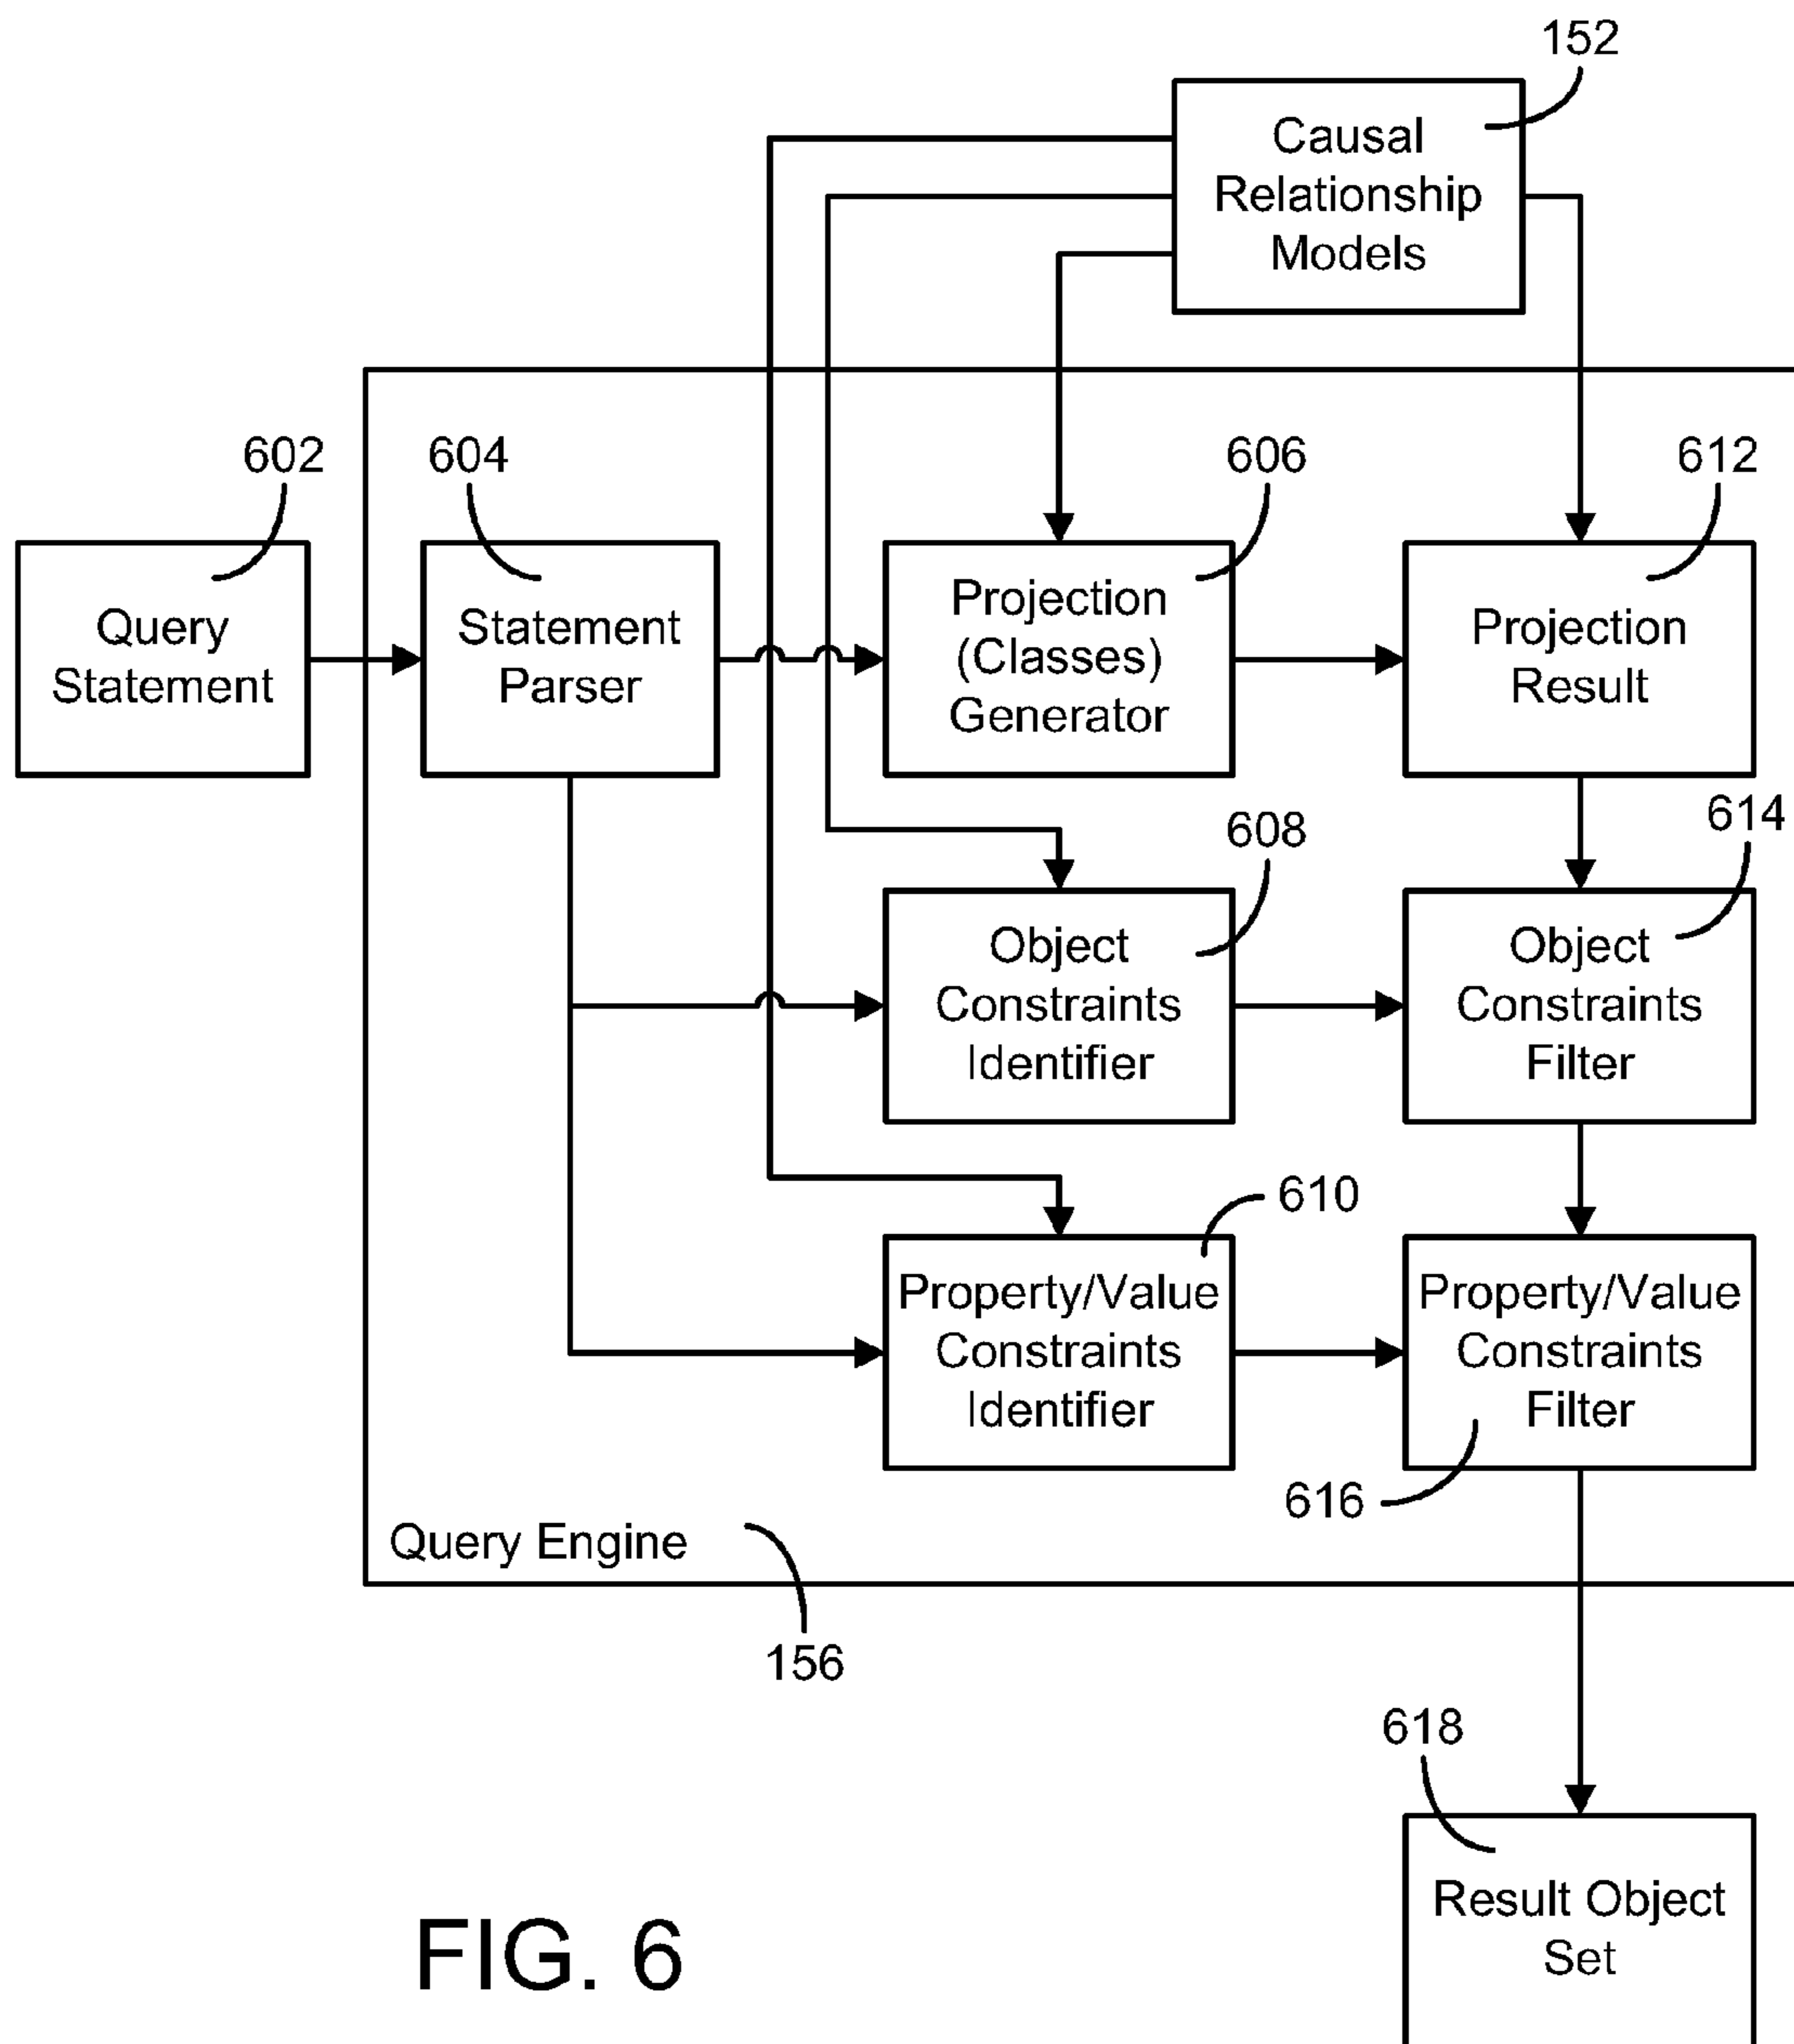 152
Causal
Relationship
Models
602
604
606
612
Query
Statement
Statement
Parser
Projection
(Classes)
Generator
Projection
Result
608
614
Object
Constraints
Identifier
Object
Constraints
Filter
610
Property/Value
Constraints
Identifier
Property/Value
Constraints
Filter
616
Query Engine
156
618
Result Object
Set
FIG. 6